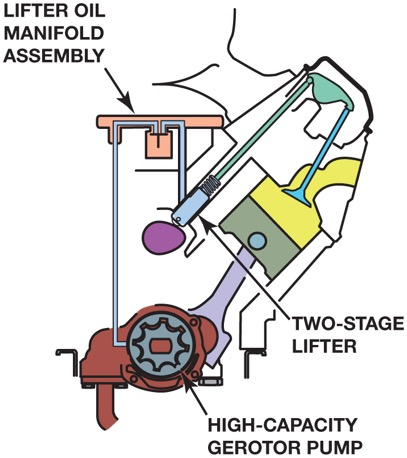 LIFTER OIL
MANIFOLD
ASSEMBLY
TWO-STAGE
LIFTER
HIGH-CAPACITY
GEROTOR PUMP